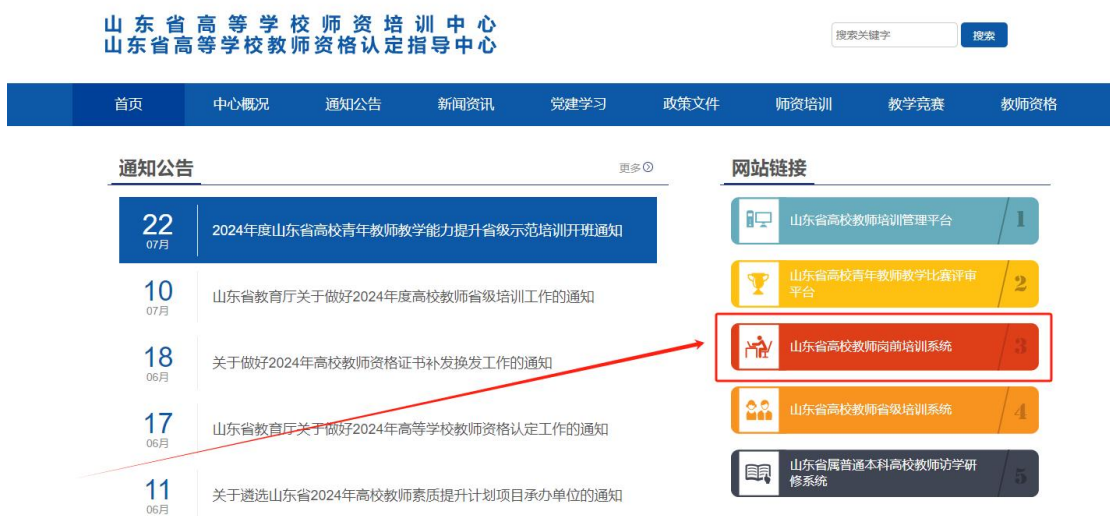 山东省高等学校师资培训中心
山东省高等学校教师资格认定指导中心
搜索关键字
搜索
首页 中心概况 通知公告 新闻资讯 党建学习 政策文件 师资培训 教学竞赛 教师资格
通知公告
更多
22
07月
2024年度山东省高校青年教师教学能力提升省级示范培训开班通知
10
07月
山东省教育厅关于做好2024年度高校教师省级培训工作的通知
18
06月
关于做好2024年高校教师资格证书补发换发工作的通知
17
06月
山东省教育厅关于做好2024年高等学校教师资格认定工作的通知
11
06月
关于遴选山东省2024年高校教师素质提升计划项目承办单位的通知
网站链接
山东省高校教师培训管理平台
1
山东省高校青年教师教学比赛评审
平台
2
山东省高校教师岗前培训系统
3
山东省高校教师省级培训系统
4
山东省属普通本科高校教师访学研
修系统
5